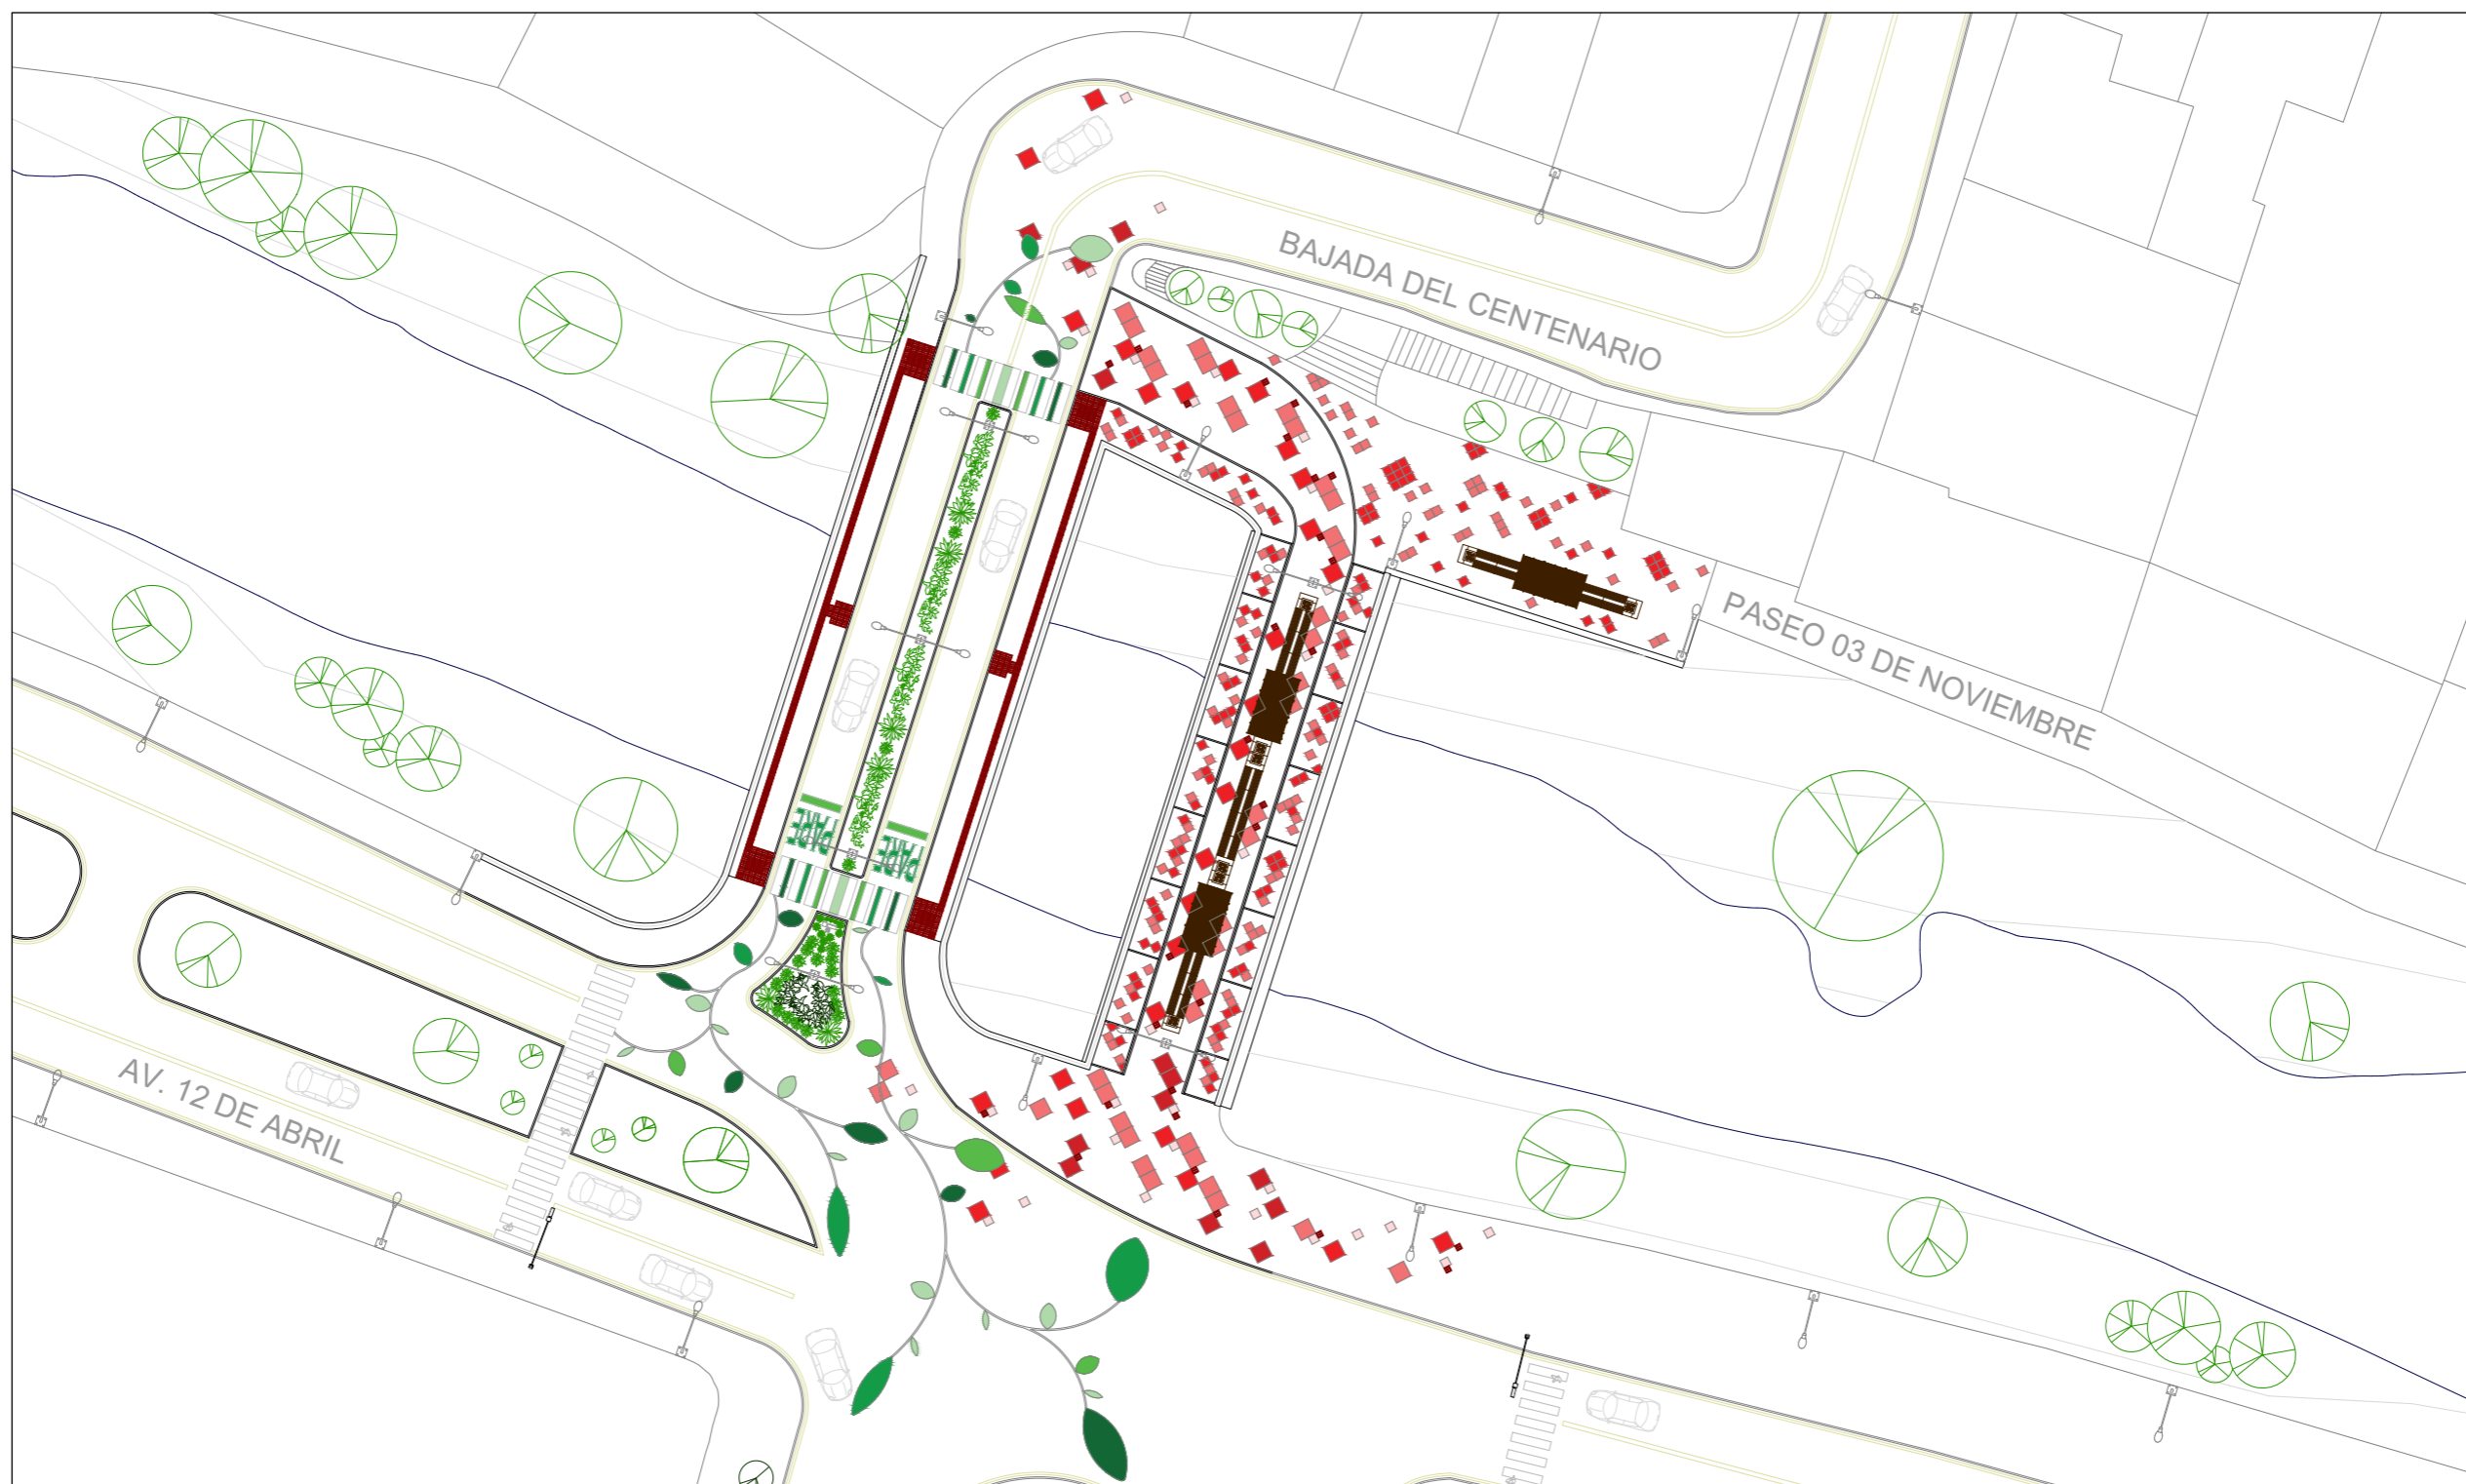 BAJADA DEL CENTENARIO
PASEO 03 DE NOVIEMBRE
PARE
PARE
AV. 12 DE ABRIL